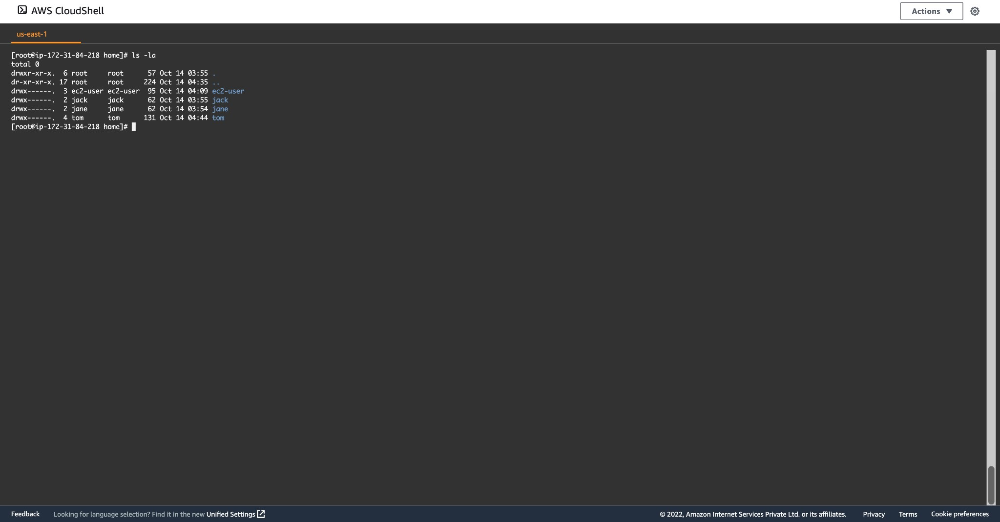 AWS CloudShell
Actions ▼
us-east-1
[root@ip-172-31-84-218 home]# ls -la
total 0
drwxr-xr-x.  6 root     root      57 Oct 14 03:55 .
dr-xr-xr-x. 17 root     root     224 Oct 14 04:35 ..
drwx------.  3 ec2-user ec2-user  95 Oct 14 04:09 ec2-user
drwx------.  2 jack     jack      62 Oct 14 03:55 jack
drwx------.  2 jane     jane      62 Oct 14 03:54 jane
drwx------.  4 tom      tom      131 Oct 14 04:44 tom
[root@ip-172-31-84-218 home]#
Feedback Looking for language selection? Find it in the new Unified Settings © 2022, Amazon Internet Services Private Ltd. or its affiliates. Privacy Terms Cookie preferences